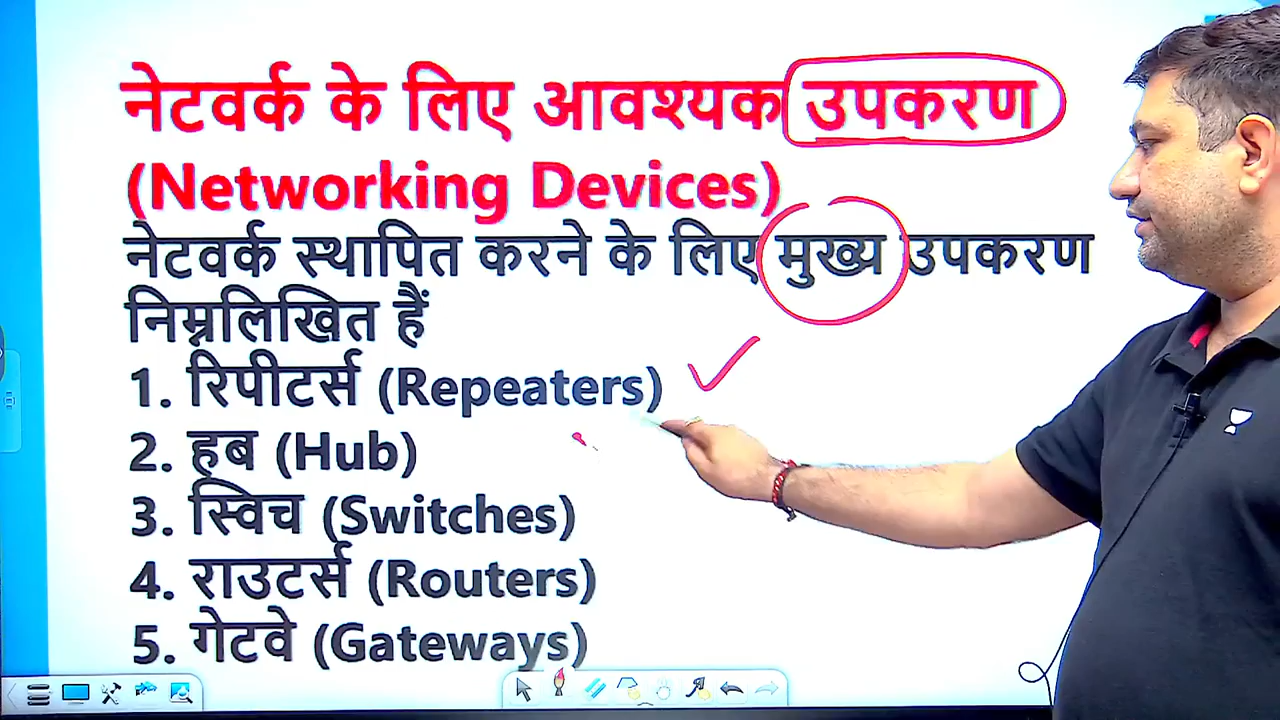 नेटवर्क के लिए आवश्यक उपकरण
(Networking Devices)
नेटवर्क स्थापित करने के लिए मुख्य उपकरण
निम्नलिखित हैं
1. रिपीटर्स (Repeaters)
2. हब (Hub)
3. स्विच (Switches)
4. राउटर्स (Routers)
5. गेटवे (Gateways)